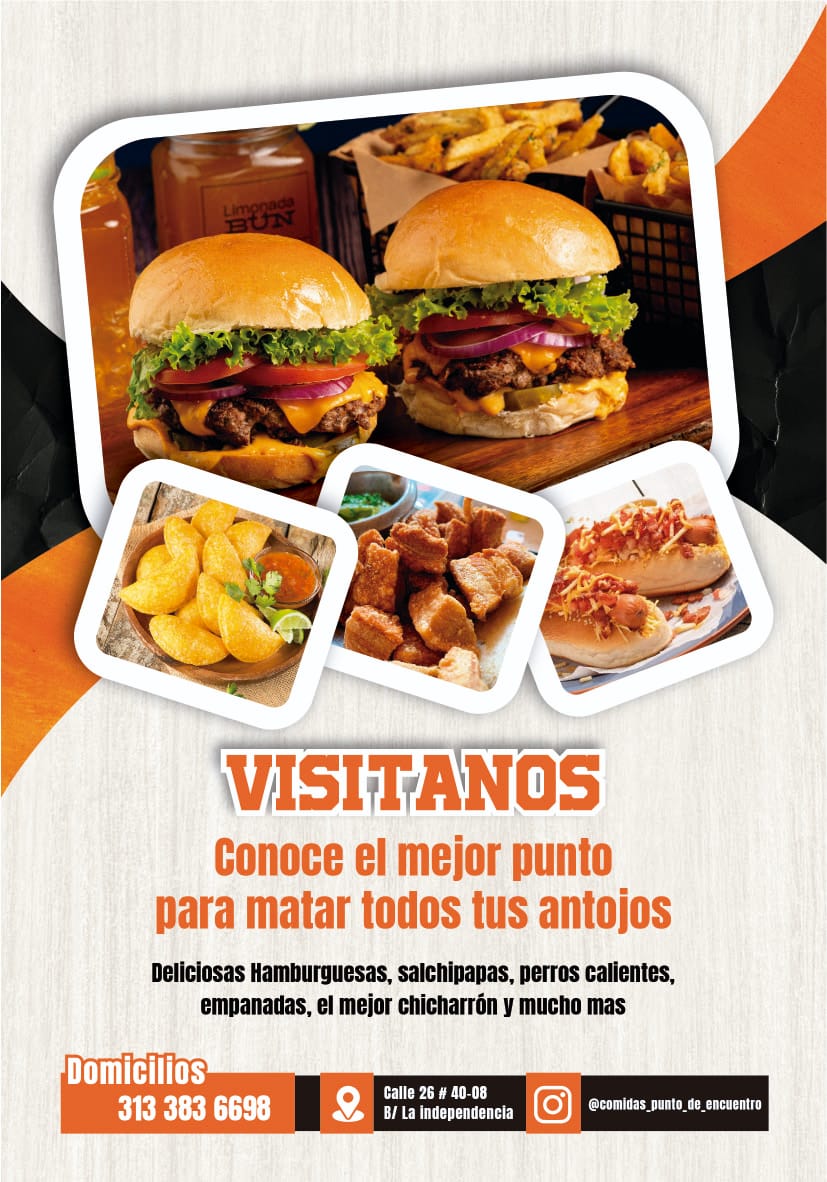 Limonada
BUN
VISITANOS
Conoce el mejor punto
para matar todos tus antojos
Deliciosas Hamburguesas, salchipapas, perros calientes,
empanadas, el mejor chicharrón y mucho mas
Domicilios
313 383 6698
Calle 26 # 40-08
B/ La independencia
@comidas_punto_de_encuentro